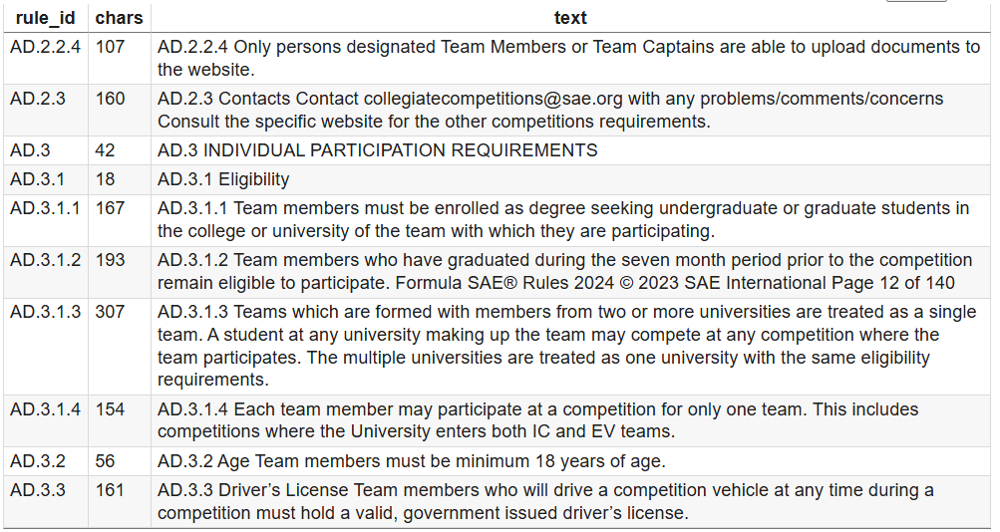 rule_id chars text
AD.2.2.4 107 AD.2.2.4 Only persons designated Team Members or Team Captains are able to upload documents to
the website.
AD.2.3 160 AD.2.3 Contacts Contact collegiatecompetitions@sae.org with any problems/comments/concerns
Consult the specific website for the other competitions requirements.
AD.3 42 AD.3 INDIVIDUAL PARTICIPATION REQUIREMENTS
AD.3.1 18 AD.3.1 Eligibility
AD.3.1.1 167 AD.3.1.1 Team members must be enrolled as degree seeking undergraduate or graduate students in
the college or university of the team with which they are participating.
AD.3.1.2 193 AD.3.1.2 Team members who have graduated during the seven month period prior to the competition
remain eligible to participate. Formula SAE® Rules 2024 © 2023 SAE International Page 12 of 140
AD.3.1.3 307 AD.3.1.3 Teams which are formed with members from two or more universities are treated as a single
team. A student at any university making up the team may compete at any competition where the
team participates. The multiple universities are treated as one university with the same eligibility
requirements.
AD.3.1.4 154 AD.3.1.4 Each team member may participate at a competition for only one team. This includes
competitions where the University enters both IC and EV teams.
AD.3.2 56 AD.3.2 Age Team members must be minimum 18 years of age.
AD.3.3 161 AD.3.3 Driver’s License Team members who will drive a competition vehicle at any time during a
competition must hold a valid, government issued driver’s license.